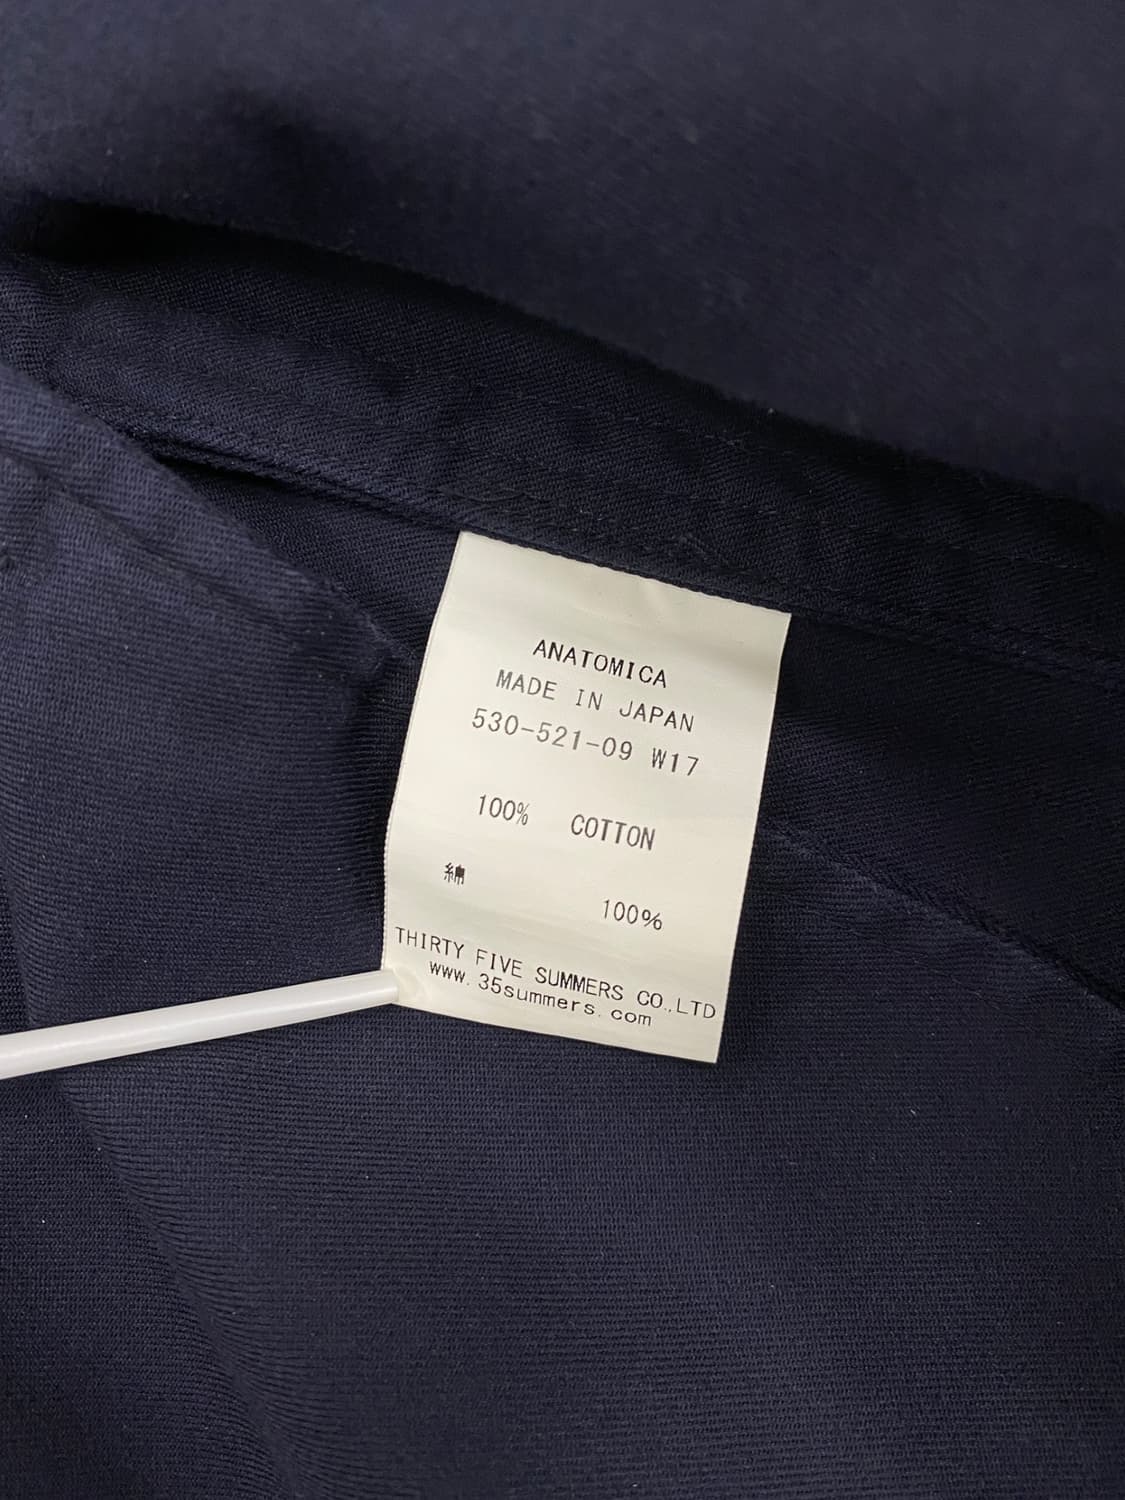 ANATOMICA
MADE IN JAPAN
530-521-09 W17
100% COTTON
綿 100%
THIRTY FIVE SUMMERS CO.,LTD
www.35summers.com